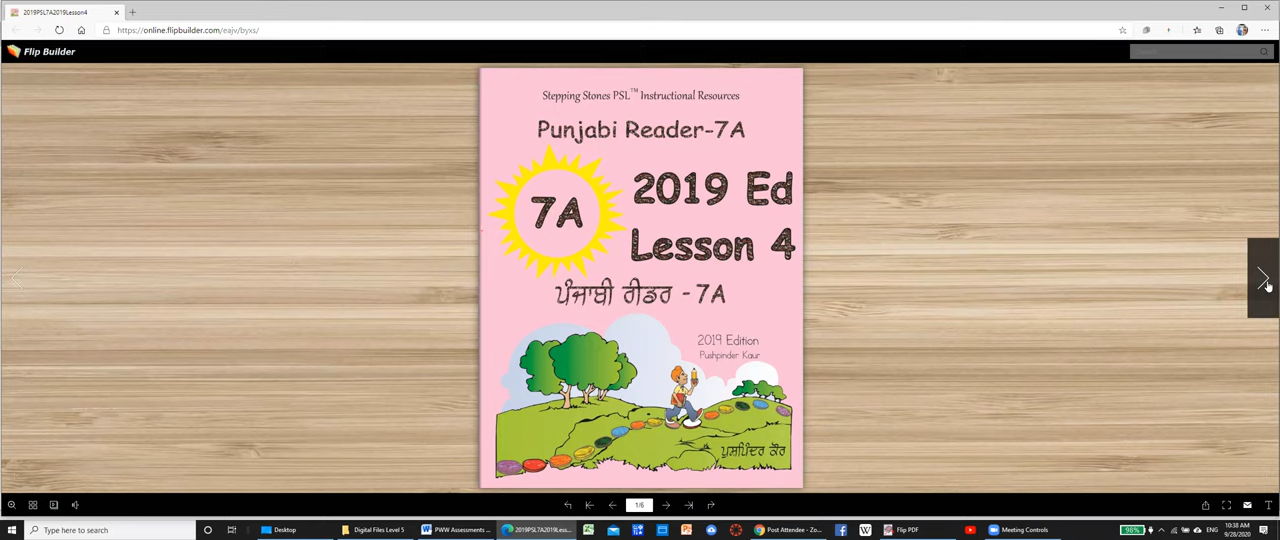 2019PSL7A2019Lesson4
https://online.flipbuilder.com/eajv/byxs/
Flip Builder
Stepping Stones PSL™ Instructional Resources
Punjabi Reader-7A
7A
2019 Ed
Lesson 4
ਪੰਜਾਬੀ ਰੀਡਰ - 7A
2019 Edition
Pushpinder Kaur
ਪੁਸ਼ਪਿੰਦਰ ਕੌਰ
1/6
Type here to search
Desktop
Digital Files Level 5
PWW Assessments ...
2019PSL7A2019Less...
Post Attendee - Zo...
Flip PDF
Meeting Controls
98%
ENG
10:38 AM
9/28/2020